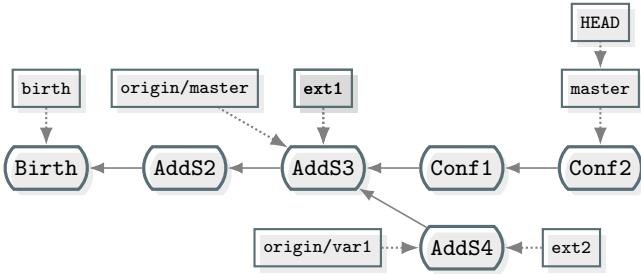 HEAD
birth
origin/master
ext1
master
Birth
AddS2
AddS3
Conf1
Conf2
origin/var1
AddS4
ext2